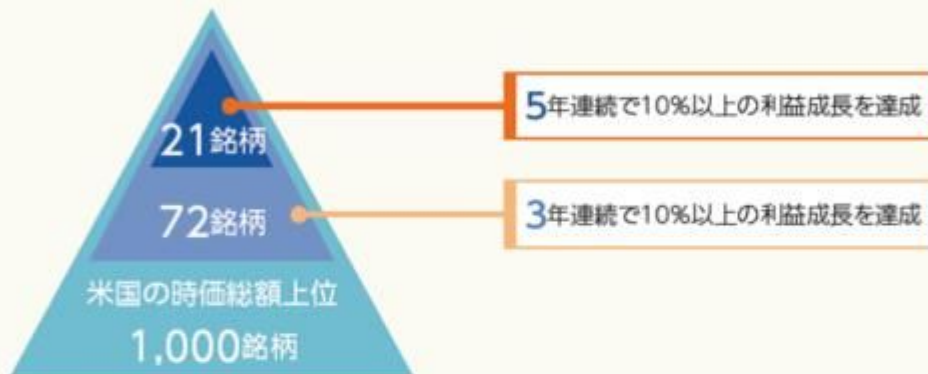 5年連続で10%以上の利益成長を達成
21銘柄
3年連続で10%以上の利益成長を達成
72銘柄
米国の時価総額上位
1,000銘柄